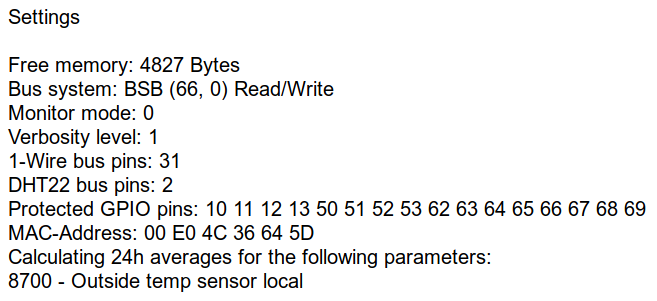 Settings
Free memory: 4827 Bytes
Bus system: BSB (66, 0) Read/Write
Monitor mode: 0
Verbosity level: 1
1-Wire bus pins: 31
DHT22 bus pins: 2
Protected GPIO pins: 10 11 12 13 50 51 52 53 62 63 64 65 66 67 68 69
MAC-Address: 00 E0 4C 36 64 5D
Calculating 24h averages for the following parameters:
8700 - Outside temp sensor local